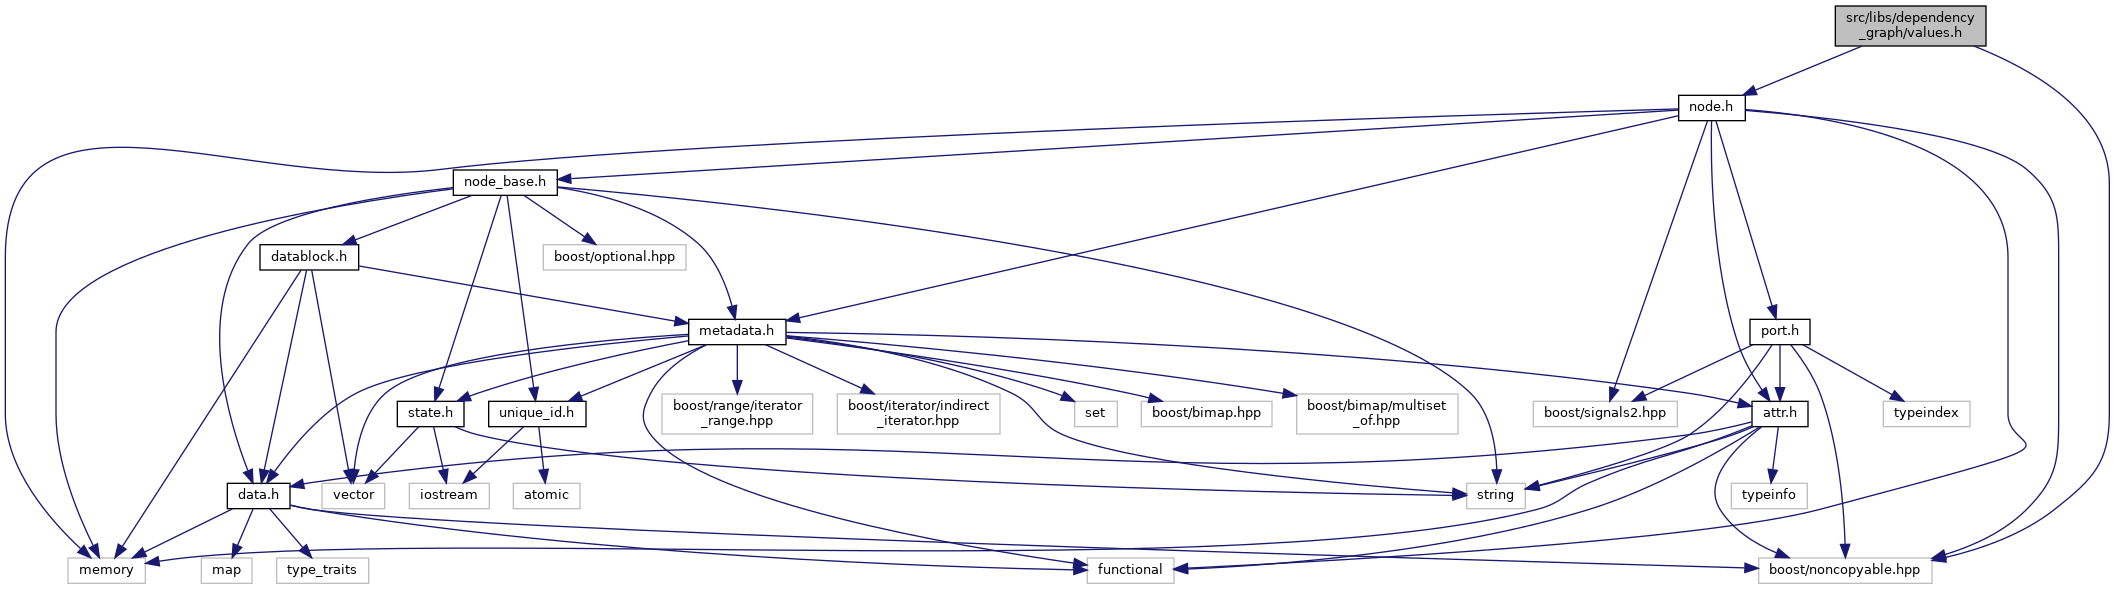 src/libs/dependency
_graph/values.h
node.h
node_base.h
datablock.h
boost/optional.hpp
metadata.h
port.h
state.h
unique_id.h
boost/range/iterator
_range.hpp
boost/iterator/indirect
_iterator.hpp
set
boost/bimap.hpp
boost/bimap/multiset
_of.hpp
boost/signals2.hpp
attr.h
typeindex
data.h
vector
iostream
atomic
string
typeinfo
memory
map
type_traits
functional
boost/noncopyable.hpp